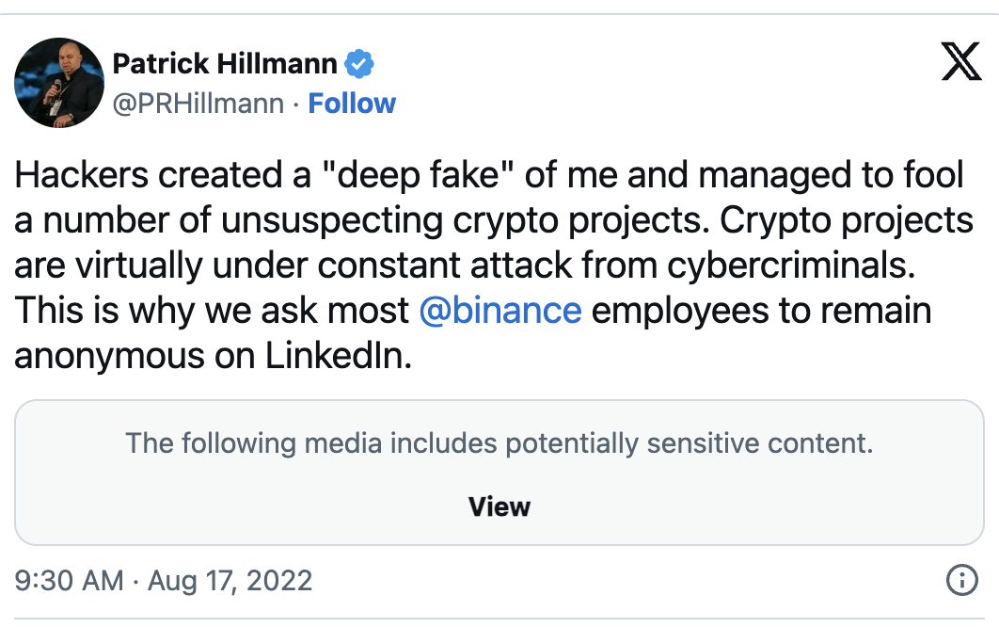 Patrick Hillmann
@PRHillmann · Follow
Hackers created a "deep fake" of me and managed to fool
a number of unsuspecting crypto projects. Crypto projects
are virtually under constant attack from cybercriminals.
This is why we ask most @binance employees to remain
anonymous on LinkedIn.
The following media includes potentially sensitive content.
View
9:30 AM · Aug 17, 2022